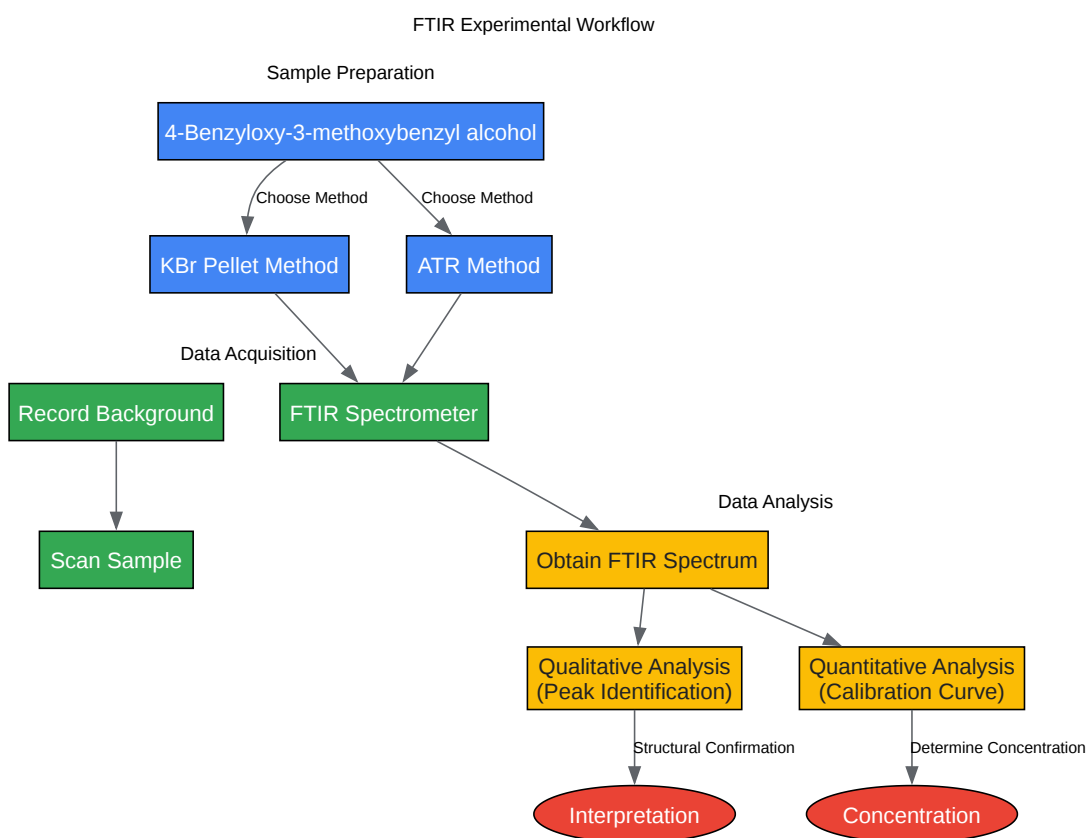 FTIR Experimental Workflow
Sample Preparation
4-Benzyloxy-3-methoxybenzyl alcohol
Choose Method
Choose Method
KBr Pellet Method
ATR Method
Data Acquisition
Record Background
FTIR Spectrometer
Data Analysis
Scan Sample
Obtain FTIR Spectrum
Qualitative Analysis
(Peak Identification)
Quantitative Analysis
(Calibration Curve)
Structural Confirmation
Determine Concentration
Interpretation
Concentration